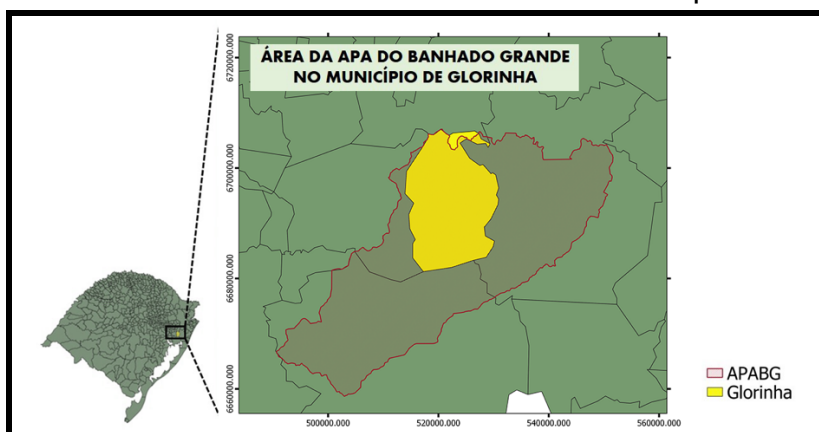 ÁREA DA APA DO BANHADO GRANDE
NO MUNICÍPIO DE GLORINHA
6720000.000
6700000.000
6680000.000
6660000.000
500000.000
520000.000
540000.000
560000.000
APABG
Glorinha